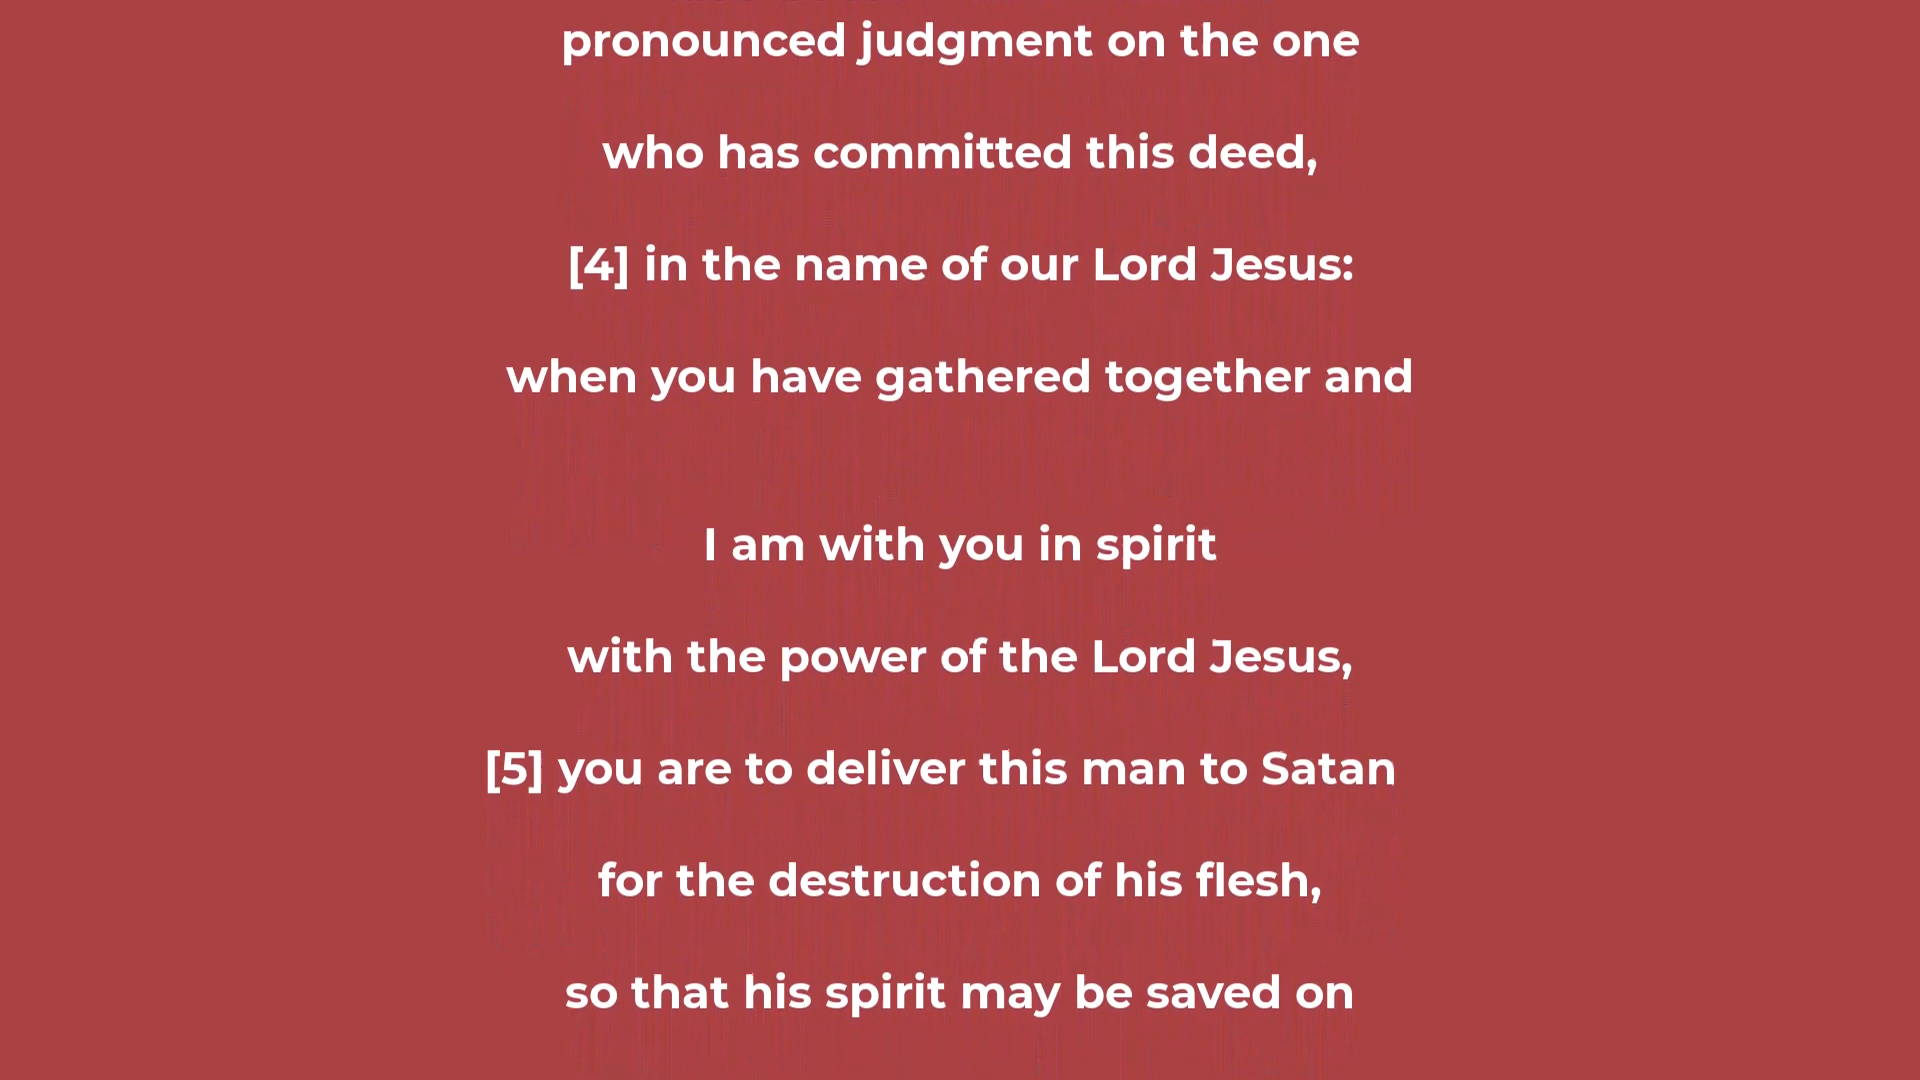 pronounced judgment on the one
who has committed this deed,
[4] in the name of our Lord Jesus:
when you have gathered together and
I am with you in spirit
with the power of the Lord Jesus,
[5] you are to deliver this man to Satan
for the destruction of his flesh,
so that his spirit may be saved on